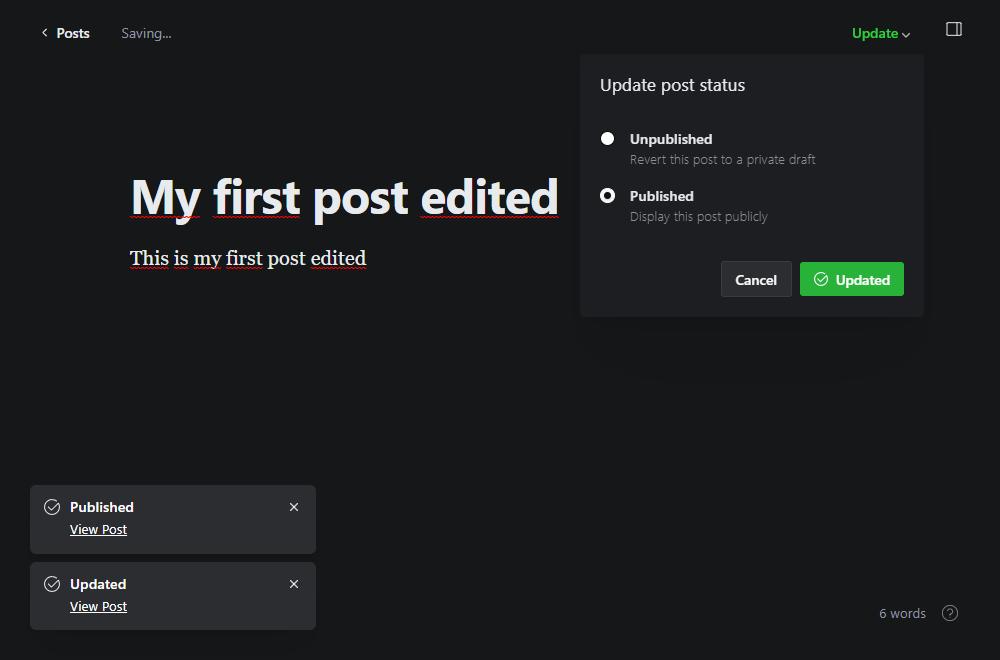 Posts
Saving...
Update
Update post status
Unpublished
Revert this post to a private draft
Published
Display this post publicly
Cancel
Updated
My first post edited
This is my first post edited
Published
View Post
Updated
View Post
6 words
?